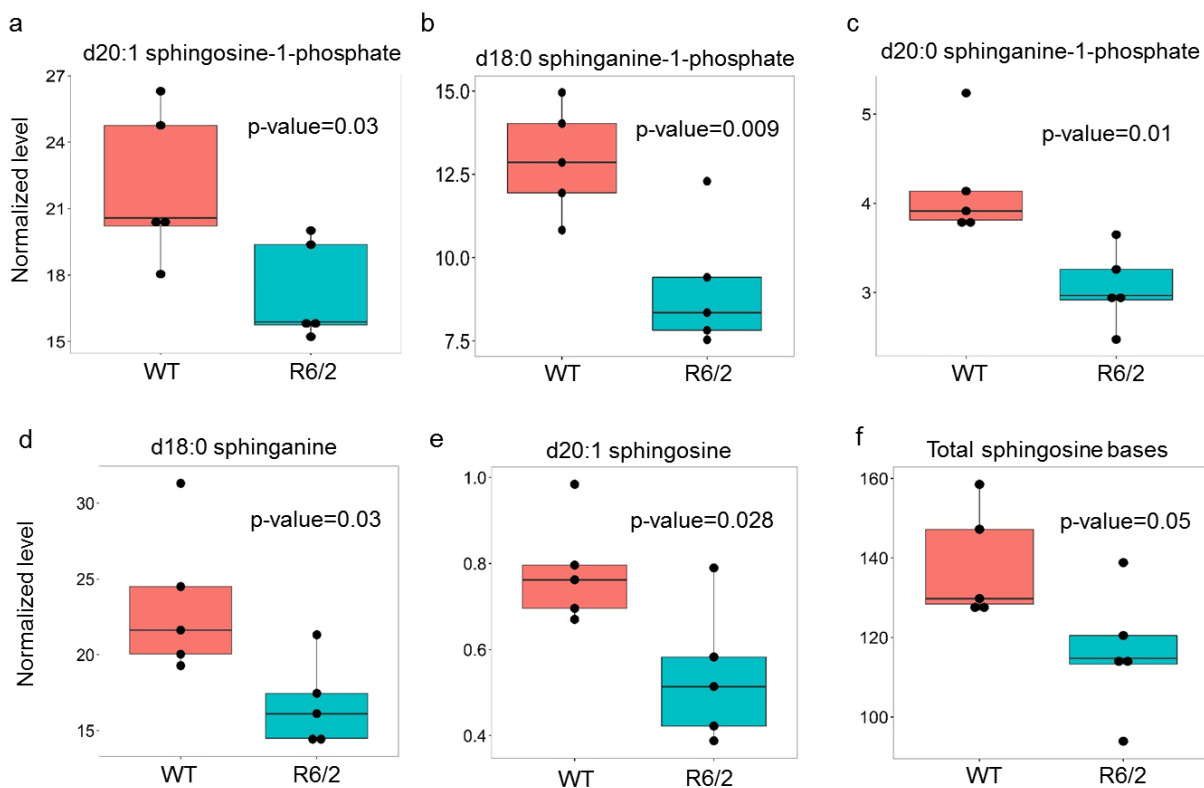 a
d20:1 sphingosine-1-phosphate
27
24
21
18
15
Normalized level
p-value=0.03
WT
R6/2
b
d18:0 sphinganine-1-phosphate
15.0
12.5
10.0
7.5
p-value=0.009
WT
R6/2
c
d20:0 sphinganine-1-phosphate
5
4
3
p-value=0.01
WT
R6/2
d
d18:0 sphinganine
30
25
20
15
Normalized level
p-value=0.03
WT
R6/2
e
d20:1 sphingosine
1.0
0.8
0.6
0.4
p-value=0.028
WT
R6/2
f
Total sphingosine bases
160
140
120
100
p-value=0.05
WT
R6/2